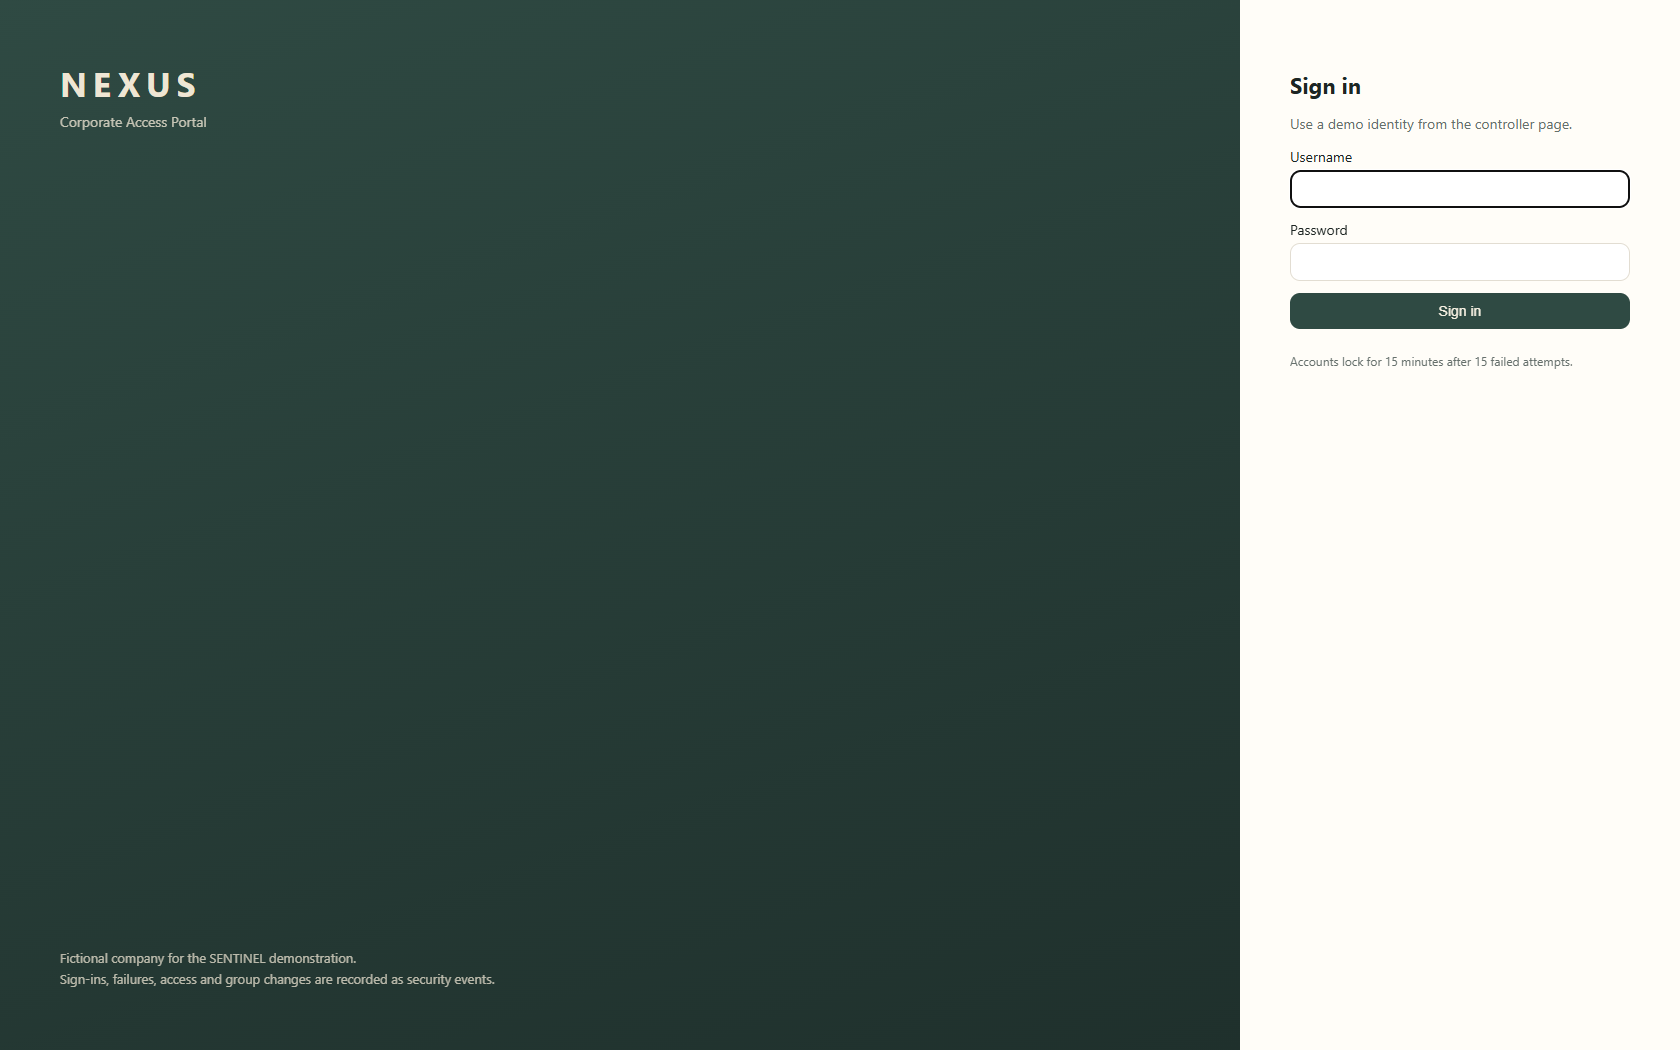 NEXUS
Corporate Access Portal
Fictional company for the SENTINEL demonstration.
Sign-ins, failures, access and group changes are recorded as security events.
Sign in
Use a demo identity from the controller page.
Username
Password
Sign in
Accounts lock for 15 minutes after 15 failed attempts.